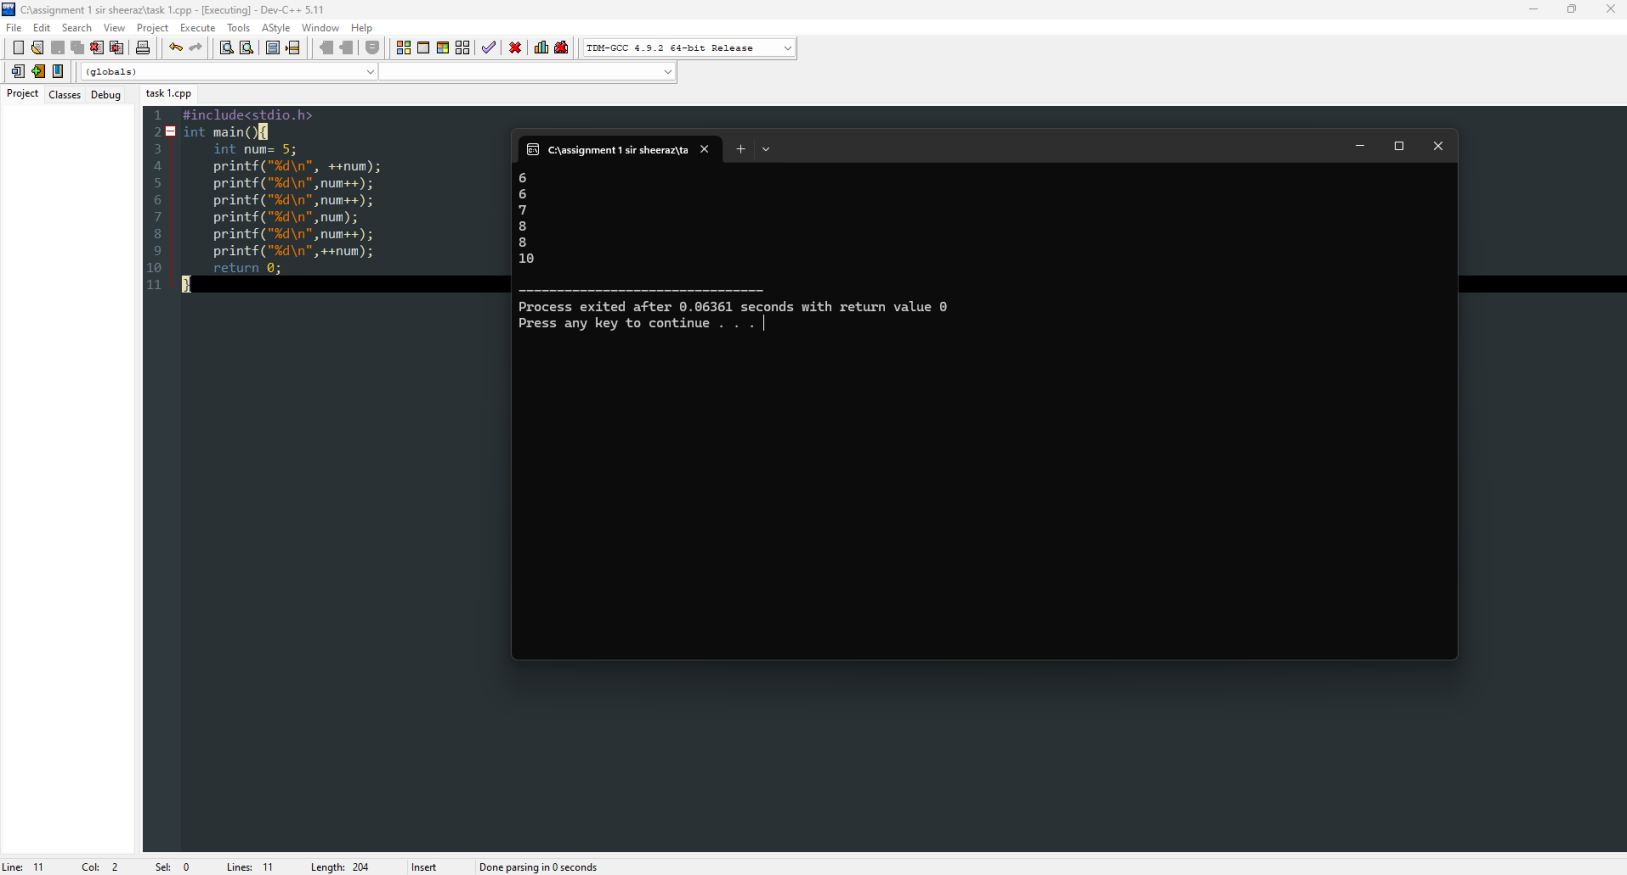 C:\assignment 1 sir sheeraz\task 1.cpp - [Executing] - Dev-C++ 5.11
File Edit Search View Project Execute Tools AStyle Window Help
TDM-GCC 4.9.2 64-bit Release
(globals)
Project Classes Debug task 1.cpp
1 #include<stdio.h>
2 int main(){
3 int num= 5;
4 printf("%d\n", ++num);
5 printf("%d\n",num++);
6 printf("%d\n",num++);
7 printf("%d\n",num);
8 printf("%d\n",num++);
9 printf("%d\n",++num);
10 return 0;
11 }
C:\assignment 1 sir sheeraz\ta
6
6
7
8
8
10
--------------------------------
Process exited after 0.06361 seconds with return value 0
Press any key to continue . . .
Line: 11 Col: 2 Sel: 0 Lines: 11 Length: 204 Insert Done parsing in 0 seconds